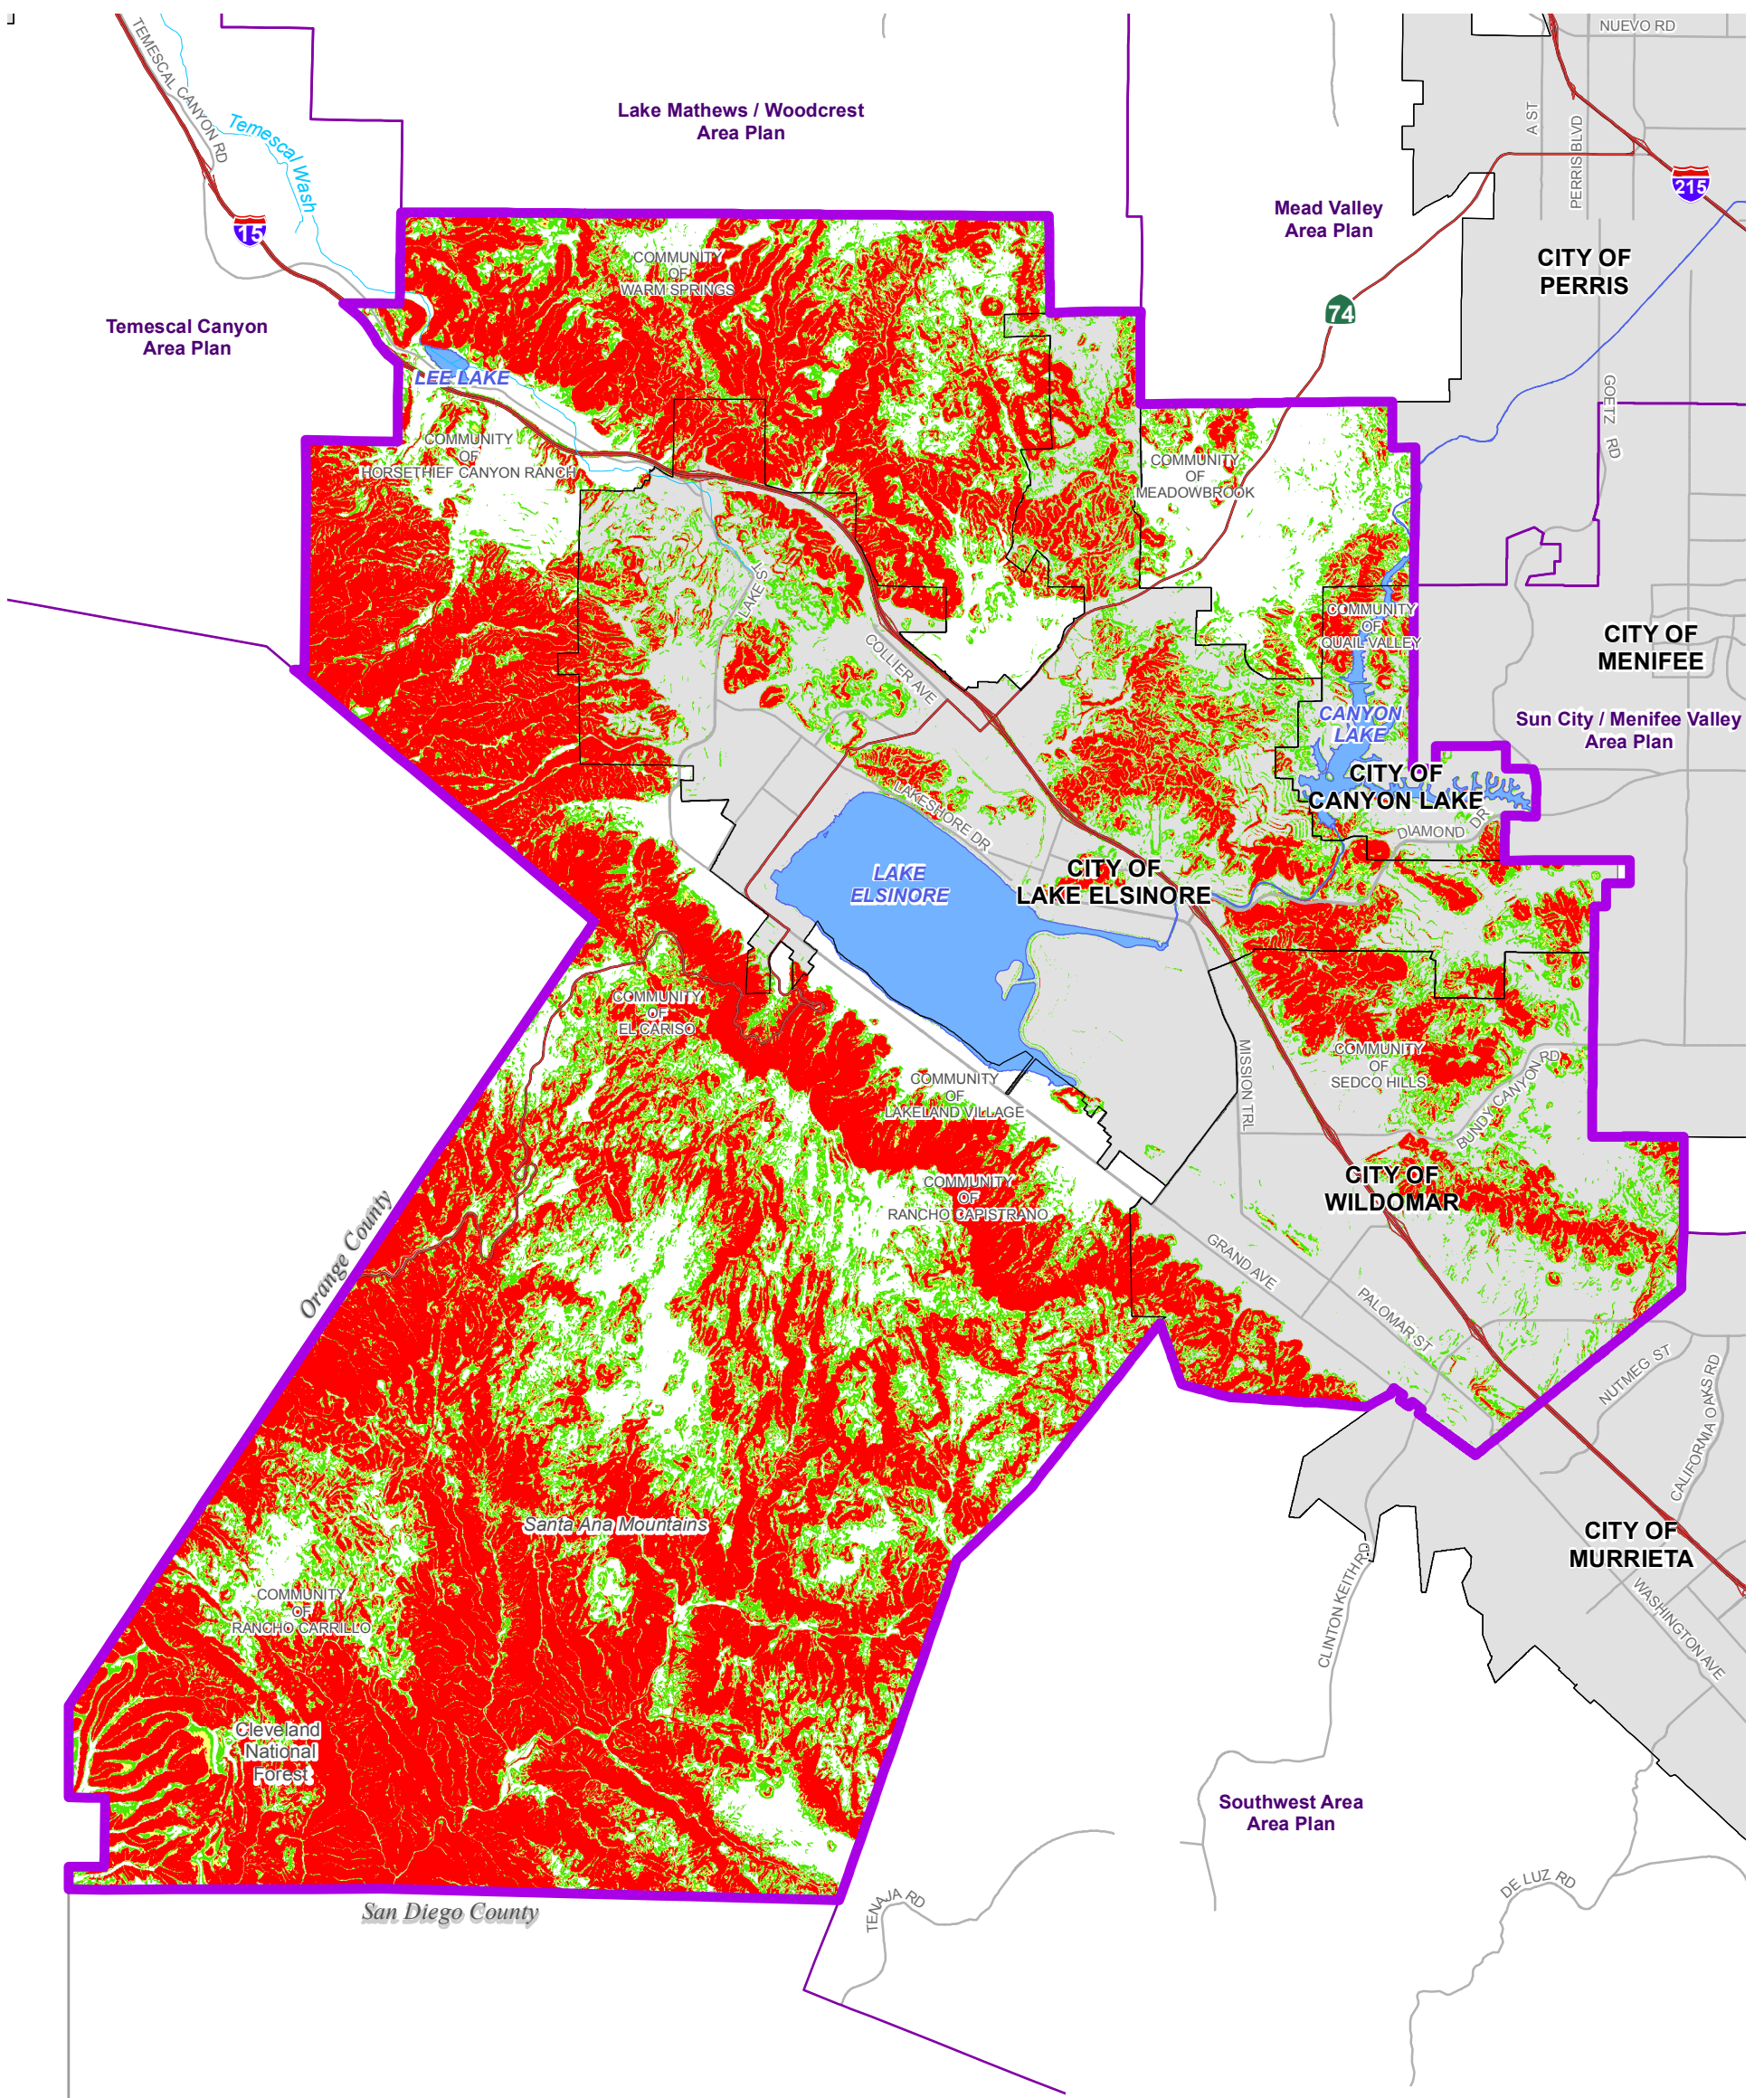 NUEVO RD
TEMESCAL CANYON RD
Temescal Wash
Lake Mathews / Woodcrest
Area Plan
A ST
PERRIS BLVD
215
15
Mead Valley
Area Plan
CITY OF
PERRIS
COMMUNITY
OF
WARM SPRINGS
74
Temescal Canyon
Area Plan
LEE LAKE
GOETZ RD
COMMUNITY
OF
HORSETHIEF CANYON RANCH
COMMUNITY
OF
MEADOWBROOK
LAKE ST
COMMUNITY
OF
QUAIL VALLEY
CITY OF
MENIFEE
COLLIER AVE
CANYON
LAKE
Sun City / Menifee Valley
Area Plan
CITY OF
CANYON LAKE
LAKESHORE DR
DIAMOND DR
LAKE
ELSINORE
CITY OF
LAKE ELSINORE
COMMUNITY
OF
EL CARISO
MISSION TRL
COMMUNITY
OF
SEDCO HILLS
BUNDY CANYON RD
COMMUNITY
OF
LAKELAND VILLAGE
CITY OF
WILDOMAR
COMMUNITY
OF
RANCHO CAPISTRANO
Orange County
GRAND AVE
PALOMAR ST
NUTMEG ST
CALIFORNIA OAKS RD
Santa Ana Mountains
CITY OF
MURRIETA
COMMUNITY
OF
RANCHO CARRILLO
CLINTON KEITH RD
WASHINGTON AVE
Cleveland
National
Forest
Southwest Area
Area Plan
TENAJA RD
DE LUZ RD
San Diego County